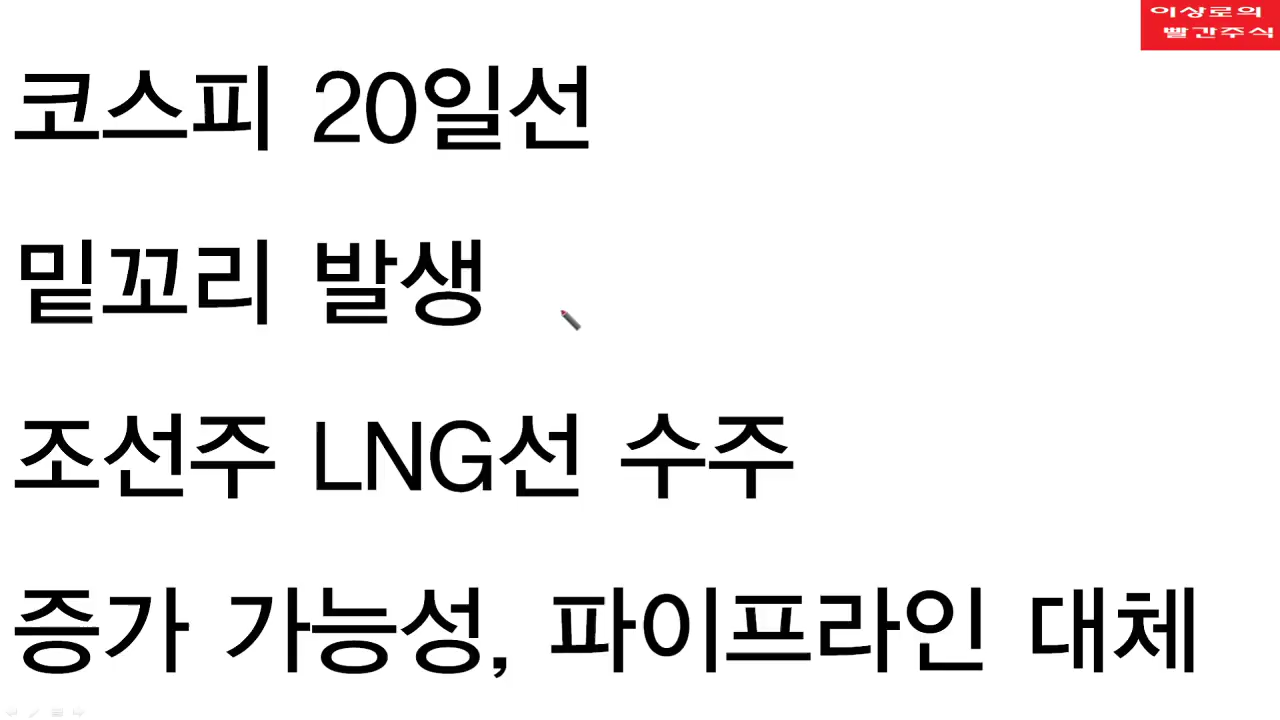 이상로의
빨간주식
코스피 20일선
밑꼬리 발생
조선주 LNG선 수주
증가 가능성, 파이프라인 대체